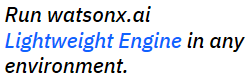 Run watsonx.ai
Lightweight Engine in any
environment.